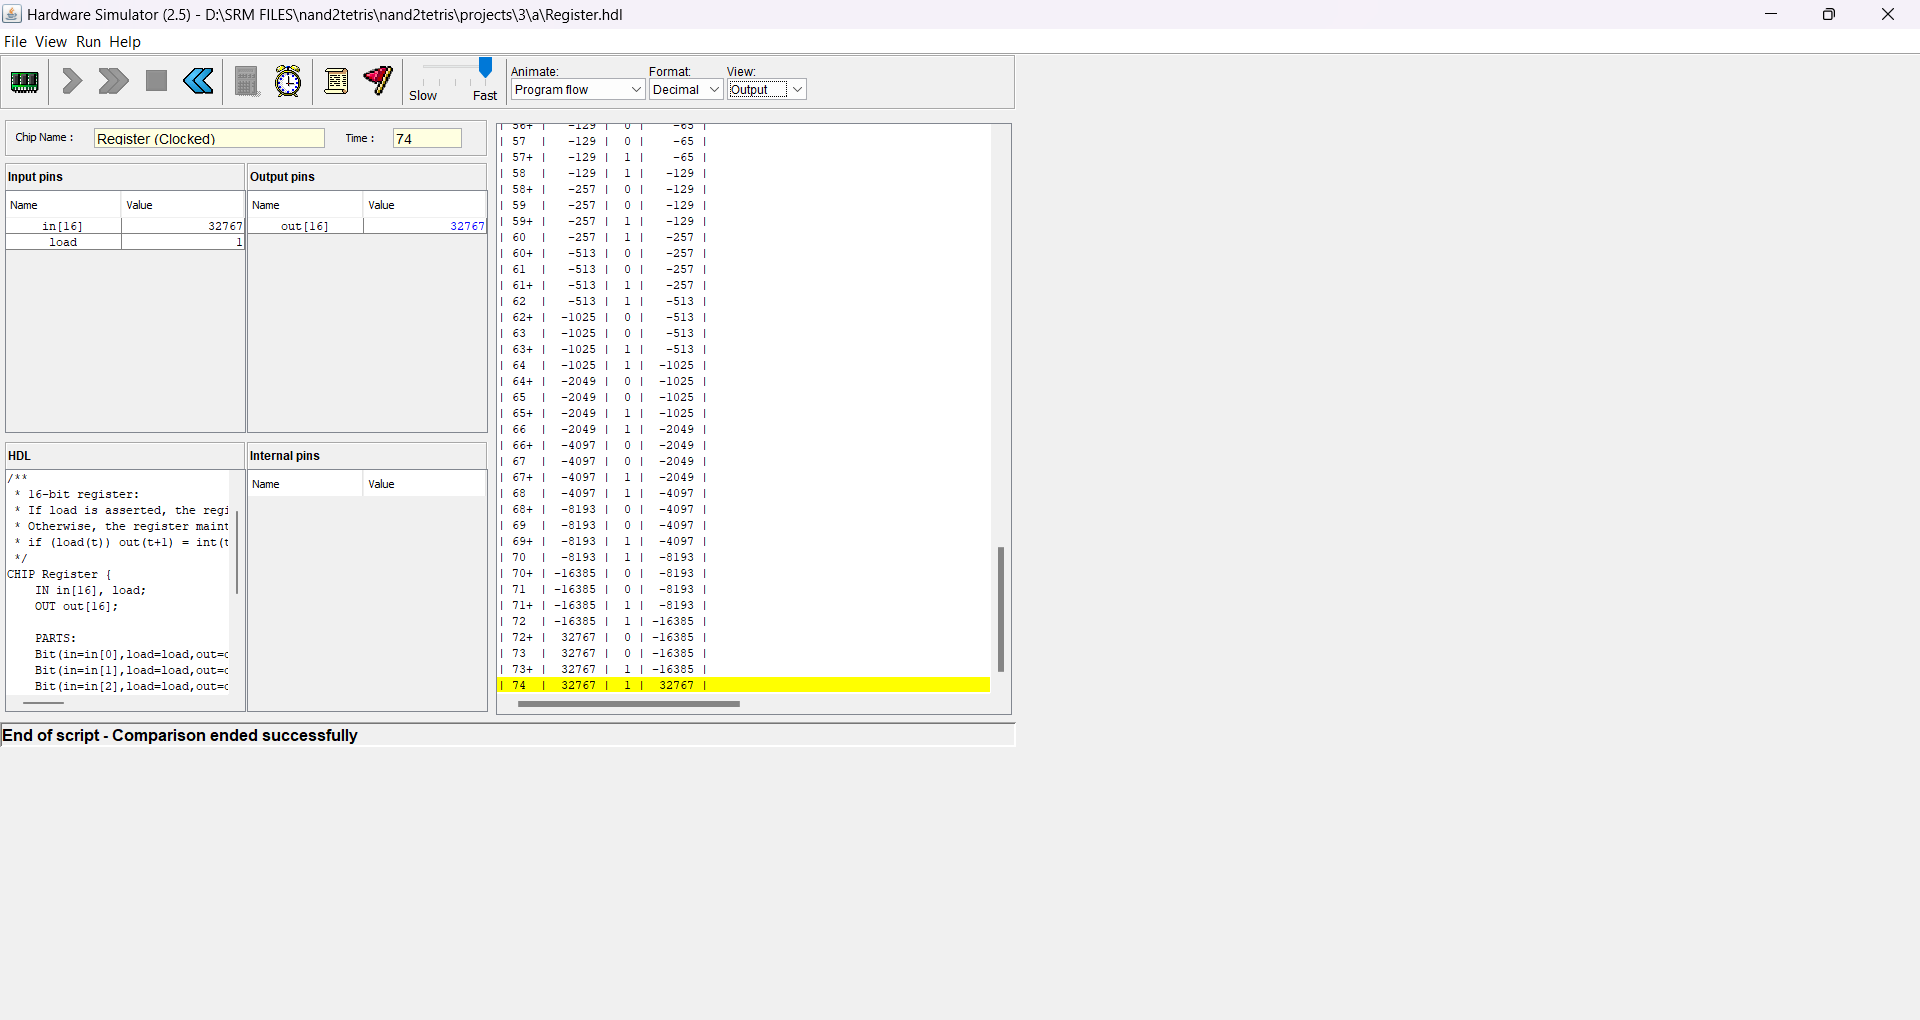 Hardware Simulator (2.5) - D:\SRM FILES\nand2tetris\nand2tetris\projects\3\a\Register.hdl
File View Run Help
Slow Fast
Animate: Format: View:
Program flow Decimal Output
Chip Name : Register (Clocked) Time : 74
Input pins
Name Value
in[16] 32767
load 1
Output pins
Name Value
out[16] 32767
HDL
/**
* 16-bit register:
* If load is asserted, the
* Otherwise, the register
* if (load(t)) out(t+1) =
*/
CHIP Register {
IN in[16], load;
OUT out[16];
PARTS:
Bit(in=in[0],load=load,
Bit(in=in[1],load=load,
Bit(in=in[2],load=load,
Internal pins
Name Value
| 56+ | -129 | 0 | -65 |
| 57 | -129 | 0 | -65 |
| 57+ | -129 | 1 | -65 |
| 58 | -129 | 1 | -129 |
| 58+ | -257 | 0 | -129 |
| 59 | -257 | 0 | -129 |
| 59+ | -257 | 1 | -129 |
| 60 | -257 | 1 | -257 |
| 60+ | -513 | 0 | -257 |
| 61 | -513 | 0 | -257 |
| 61+ | -513 | 1 | -257 |
| 62 | -513 | 1 | -513 |
| 62+ | -1025 | 0 | -513 |
| 63 | -1025 | 0 | -513 |
| 63+ | -1025 | 1 | -513 |
| 64 | -1025 | 1 | -1025 |
| 64+ | -2049 | 0 | -1025 |
| 65 | -2049 | 0 | -1025 |
| 65+ | -2049 | 1 | -1025 |
| 66 | -2049 | 1 | -2049 |
| 66+ | -4097 | 0 | -2049 |
| 67 | -4097 | 0 | -2049 |
| 67+ | -4097 | 1 | -2049 |
| 68 | -4097 | 1 | -4097 |
| 68+ | -8193 | 0 | -4097 |
| 69 | -8193 | 0 | -4097 |
| 69+ | -8193 | 1 | -4097 |
| 70 | -8193 | 1 | -8193 |
| 70+ | -16385 | 0 | -8193 |
| 71 | -16385 | 0 | -8193 |
| 71+ | -16385 | 1 | -8193 |
| 72 | -16385 | 1 | -16385 |
| 72+ | 32767 | 0 | -16385 |
| 73 | 32767 | 0 | -16385 |
| 73+ | 32767 | 1 | -16385 |
| 74 | 32767 | 1 | 32767 |
End of script - Comparison ended successfully